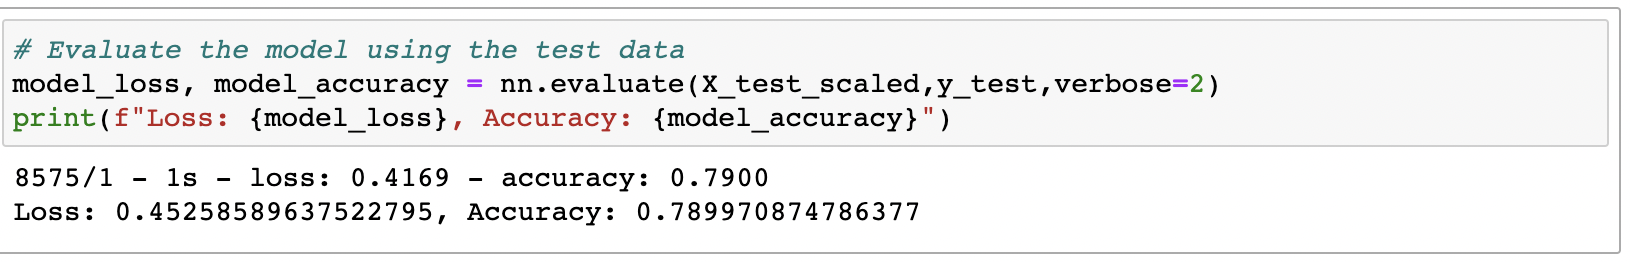 # Evaluate the model using the test data
model_loss, model_accuracy = nn.evaluate(X_test_scaled,y_test,verbose=2)
print(f"Loss: {model_loss}, Accuracy: {model_accuracy}")
8575/1 - 1s - loss: 0.4169 - accuracy: 0.7900
Loss: 0.45258589637522795, Accuracy: 0.789970874786377